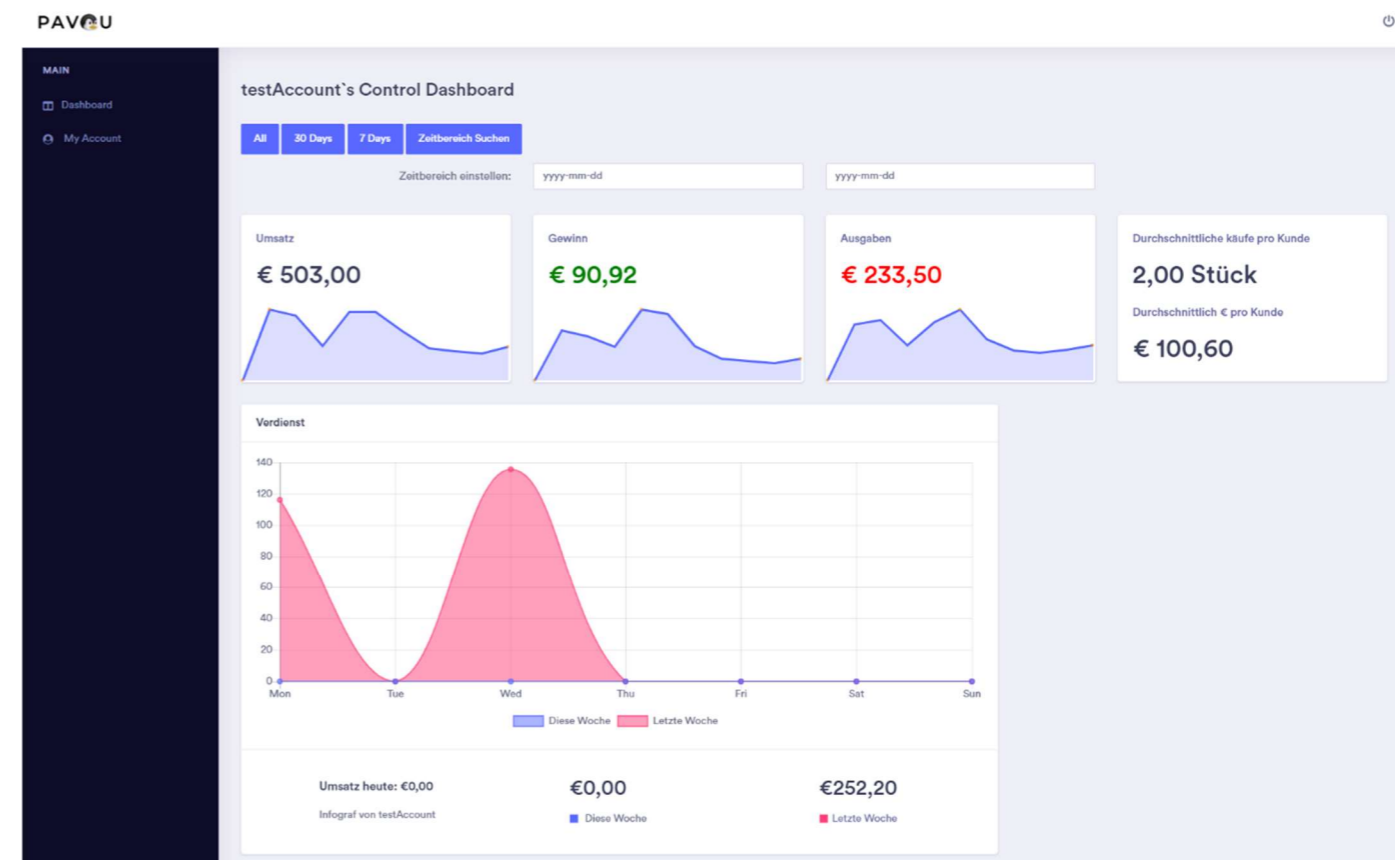 PAVOU
MAIN
Dashboard
My Account
testAccount`s Control Dashboard
All 30 Days 7 Days Zeitbereich Suchen
Zeitbereich einstellen: yyyy-mm-dd yyyy-mm-dd
Umsatz
€ 503,00
Gewinn
€ 90,92
Ausgaben
€ 233,50
Durchschnittliche käufe pro Kunde
2,00 Stück
Durchschnittlich € pro Kunde
€ 100,60
Verdienst
140
120
100
80
60
40
20
0
Mon Tue Wed Thu Fri Sat Sun
Diese Woche Letzte Woche
Umsatz heute: €0,00
Infograf von testAccount
€0,00
Diese Woche
€252,20
Letzte Woche